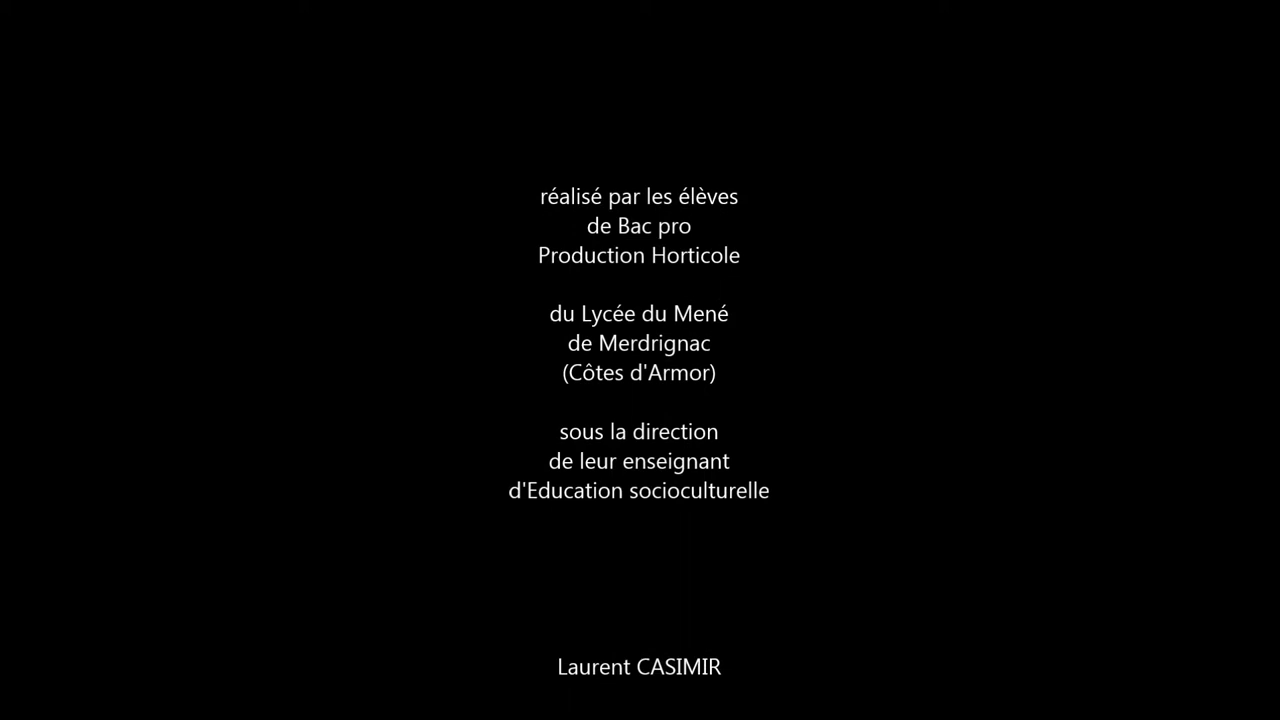 réalisé par les élèves
de Bac pro
Production Horticole
du Lycée du Mené
de Merdrignac
(Côtes d'Armor)
sous la direction
de leur enseignant
d'Education socioculturelle
Laurent CASIMIR